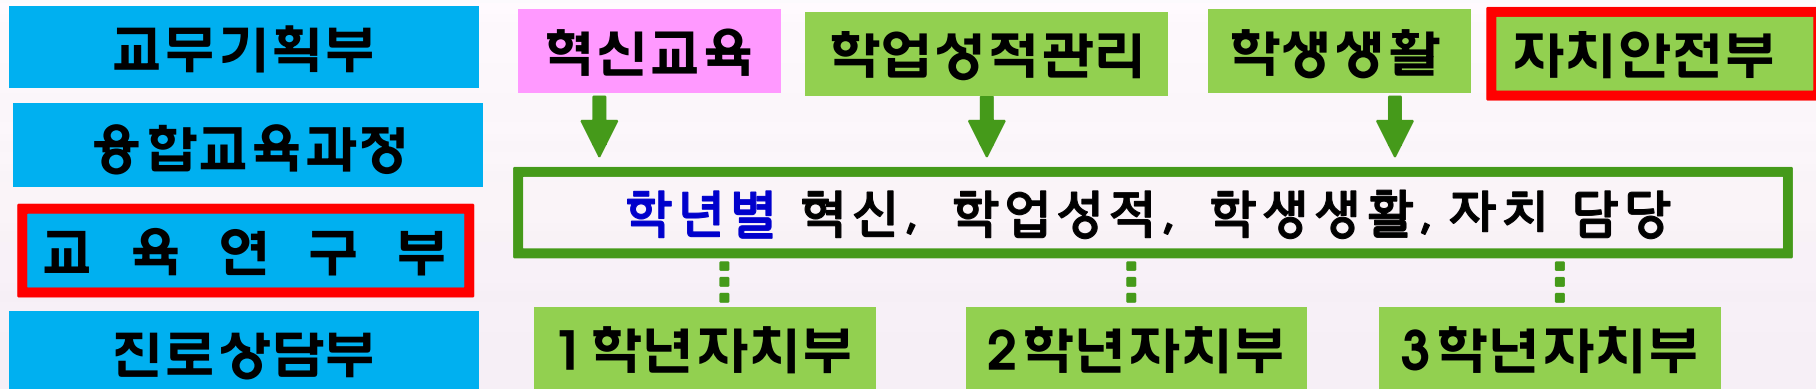 교무기획부
융합교육과정
교 육 연 구 부
진로상담부
혁신교육
학업성적관리
학생생활
자치안전부
학년별 혁신, 학업성적, 학생생활, 자치 담당
1학년자치부
2학년자치부
3학년자치부